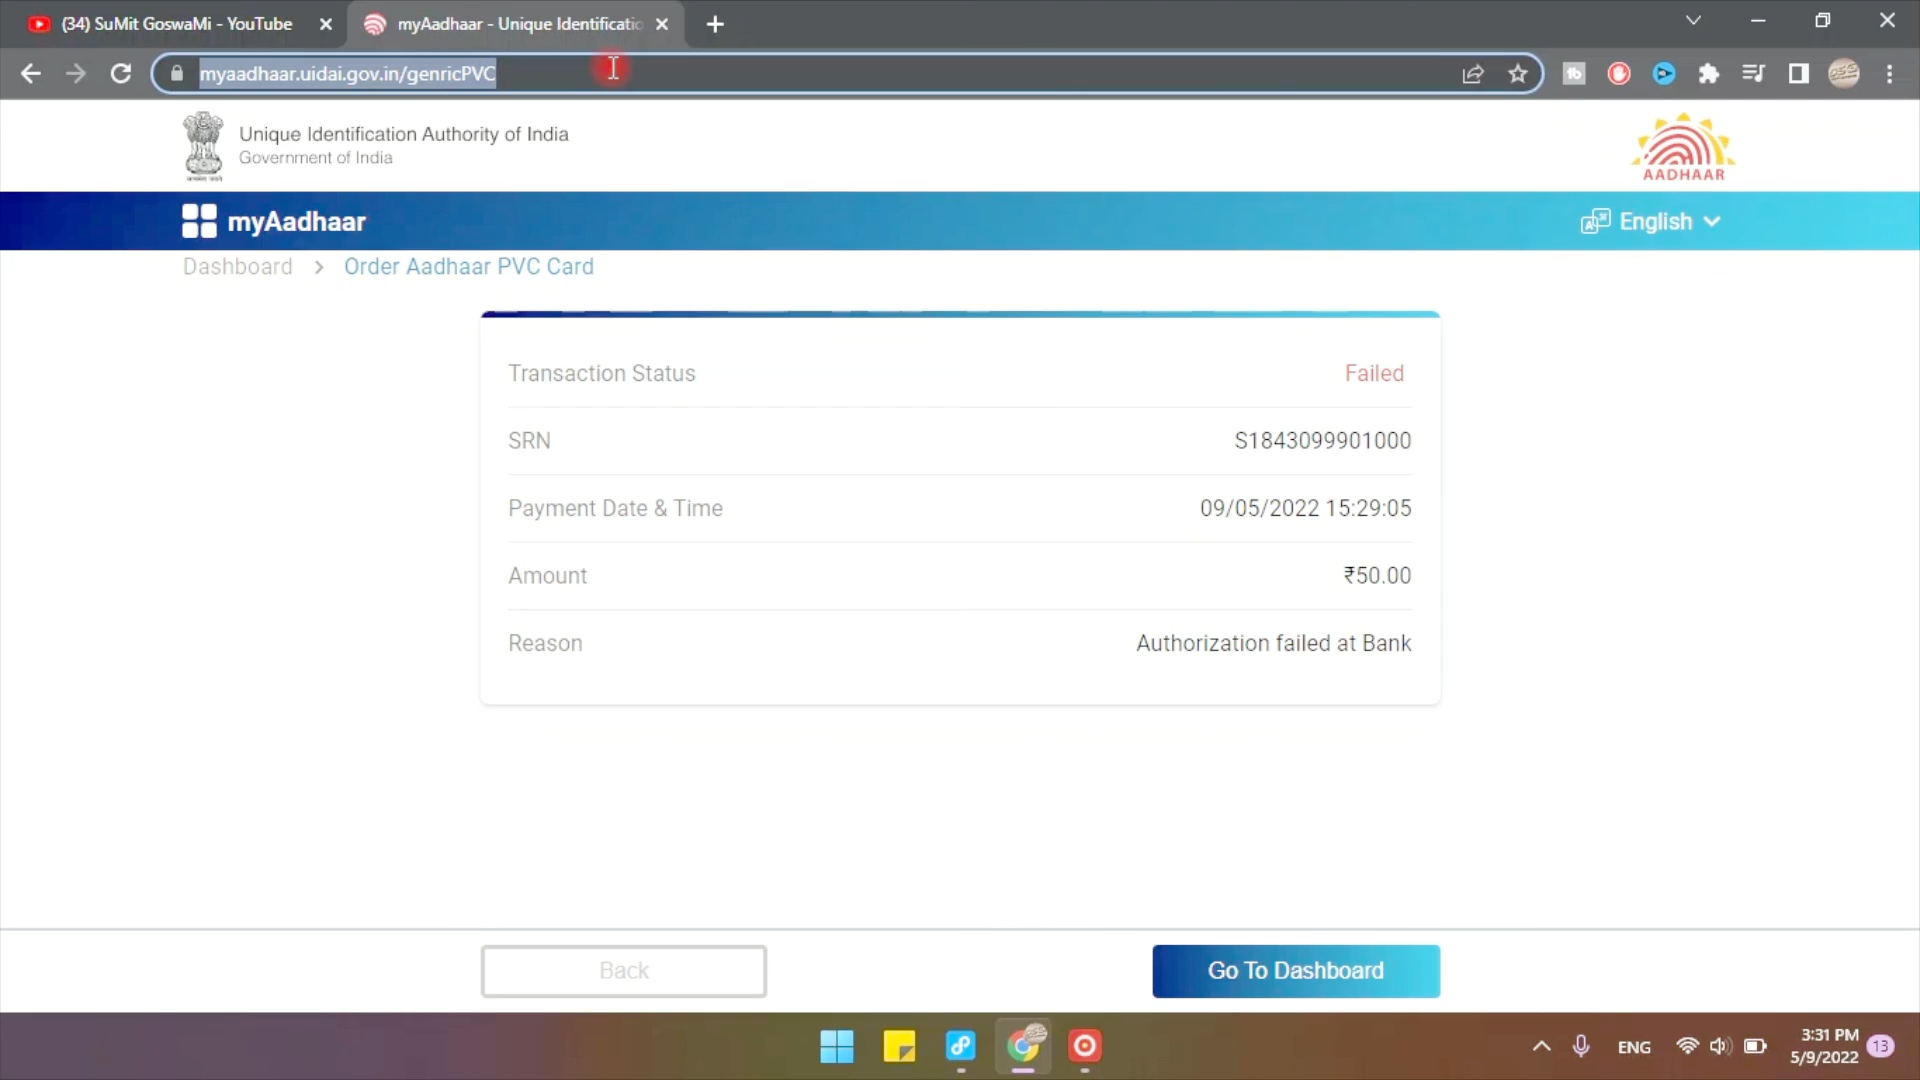 (34) SuMit GoswaMi - YouTube
myAadhaar - Unique Identificatio
myaadhaar.uidai.gov.in/genricPVC
Unique Identification Authority of India
Government of India
AADHAAR
myAadhaar
English
Dashboard > Order Aadhaar PVC Card
Transaction Status Failed
SRN S1843099901000
Payment Date & Time 09/05/2022 15:29:05
Amount ₹50.00
Reason Authorization failed at Bank
Back
Go To Dashboard
ENG
3:31 PM
5/9/2022
13